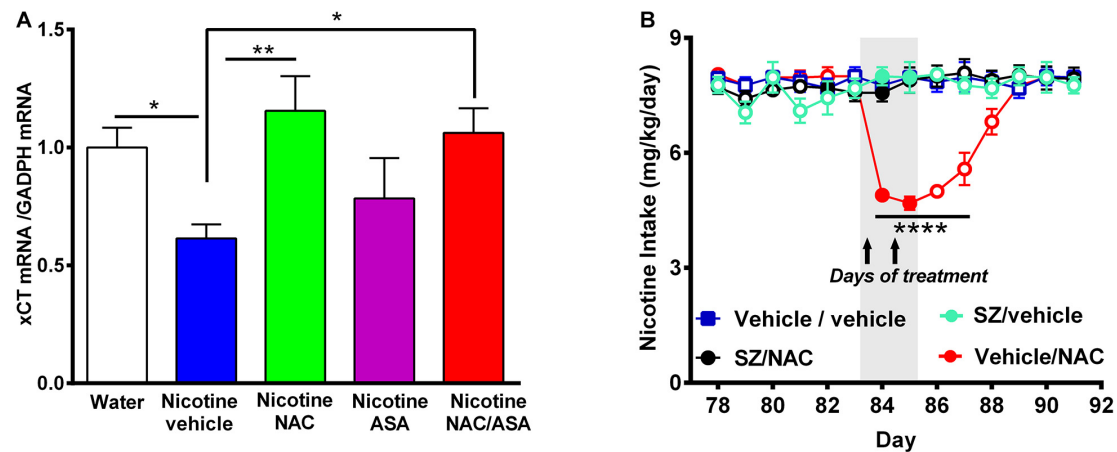 A
xCT mRNA /GADPH mRNA
1.5
1.0
0.5
0.0
*
**
*
Water
Nicotine
vehicle
Nicotine
NAC
Nicotine
ASA
Nicotine
NAC/ASA
B
Nicotine Intake (mg/kg/day)
9
6
3
0
****
Days of treatment
Vehicle / vehicle
SZ/vehicle
SZ/NAC
Vehicle/NAC
78 80 82 84 86 88 90 92
Day